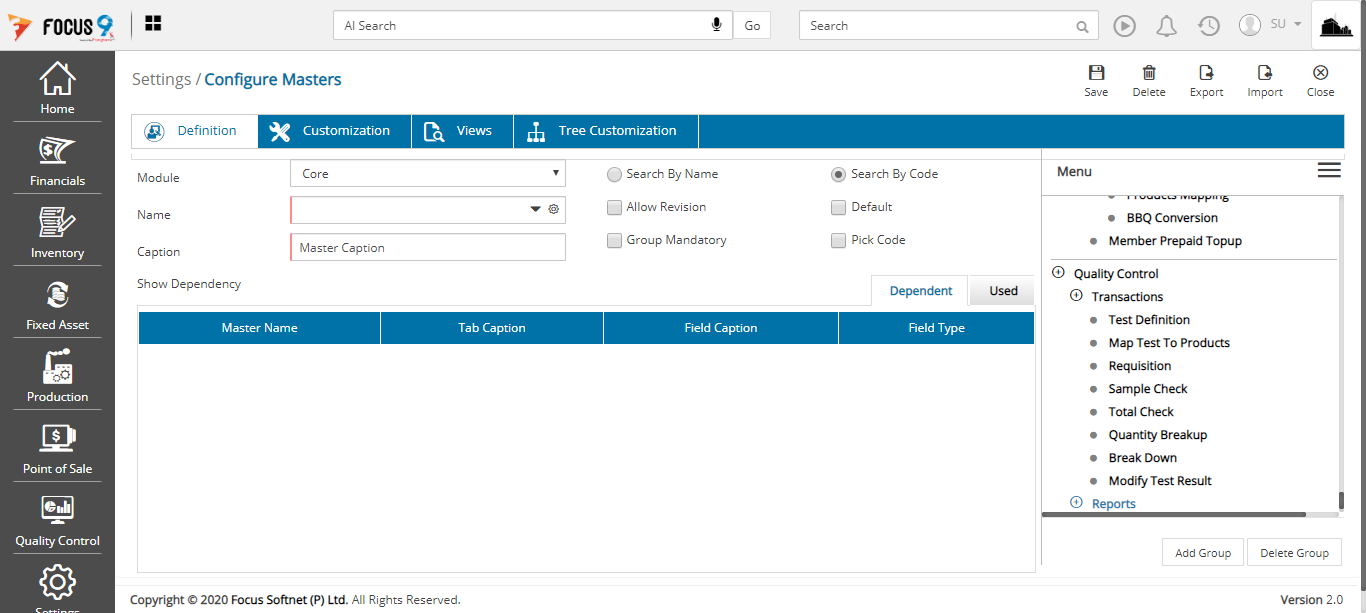 FOCUS 9
AI Search
Go
Search
SU
Home
Financials
Inventory
Fixed Asset
Production
Point of Sale
Quality Control
Settings
Settings / Configure Masters
Save
Delete
Export
Import
Close
Definition
Customization
Views
Tree Customization
Module
Core
Search By Name
Search By Code
Name
Allow Revision
Default
Caption
Master Caption
Group Mandatory
Pick Code
Show Dependency
Dependent
Used
Master Name
Tab Caption
Field Caption
Field Type
Menu
Products Mapping
BBQ Conversion
Member Prepaid Topup
Quality Control
Transactions
Test Definition
Map Test To Products
Requisition
Sample Check
Total Check
Quantity Breakup
Break Down
Modify Test Result
Reports
Add Group
Delete Group
Copyright © 2020 Focus Softnet (P) Ltd. All Rights Reserved.
Version 2.0